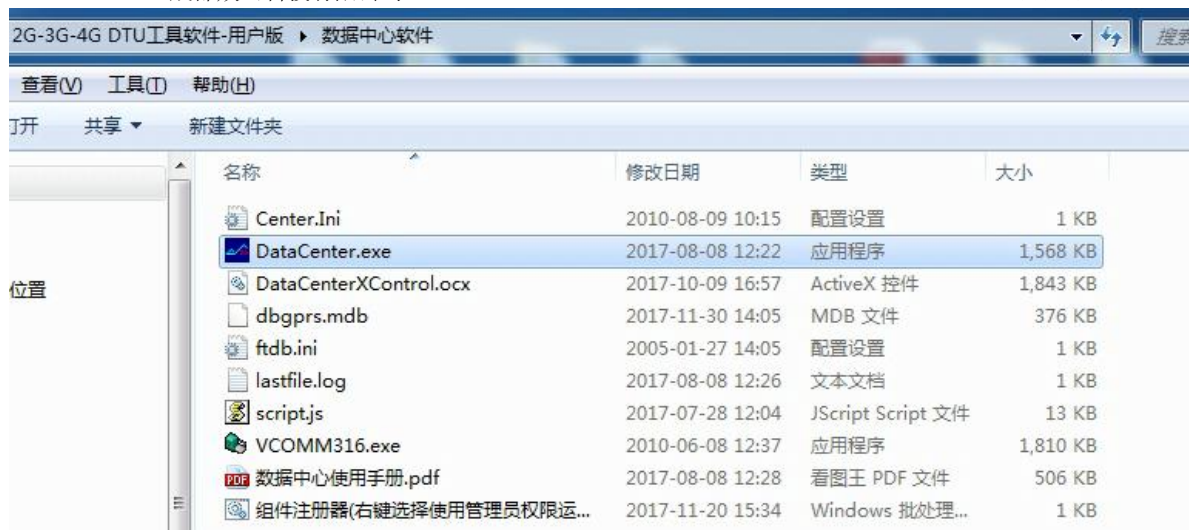 2G-3G-4G DTU工具软件-用户版 ▸ 数据中心软件
查看(V) 工具(T) 帮助(H)
共享 ▼ 新建文件夹
名称 修改日期 类型 大小
Center.Ini 2010-08-09 10:15 配置设置 1 KB
DataCenter.exe 2017-08-08 12:22 应用程序 1,568 KB
位置 DataCenterXControl.ocx 2017-10-09 16:57 ActiveX 控件 1,843 KB
dbgprs.mdb 2017-11-30 14:05 MDB 文件 376 KB
ftdb.ini 2005-01-27 14:05 配置设置 1 KB
lastfile.log 2017-08-08 12:26 文本文档 1 KB
script.js 2017-07-28 12:04 JScript Script 文件 13 KB
VCOMM316.exe 2010-06-08 12:37 应用程序 1,810 KB
PDF 数据中心使用手册.pdf 2017-08-08 12:28 看图王 PDF 文件 506 KB
组件注册器(右键选择使用管理员权限运... 2017-11-20 15:34 Windows 批处理... 1 KB